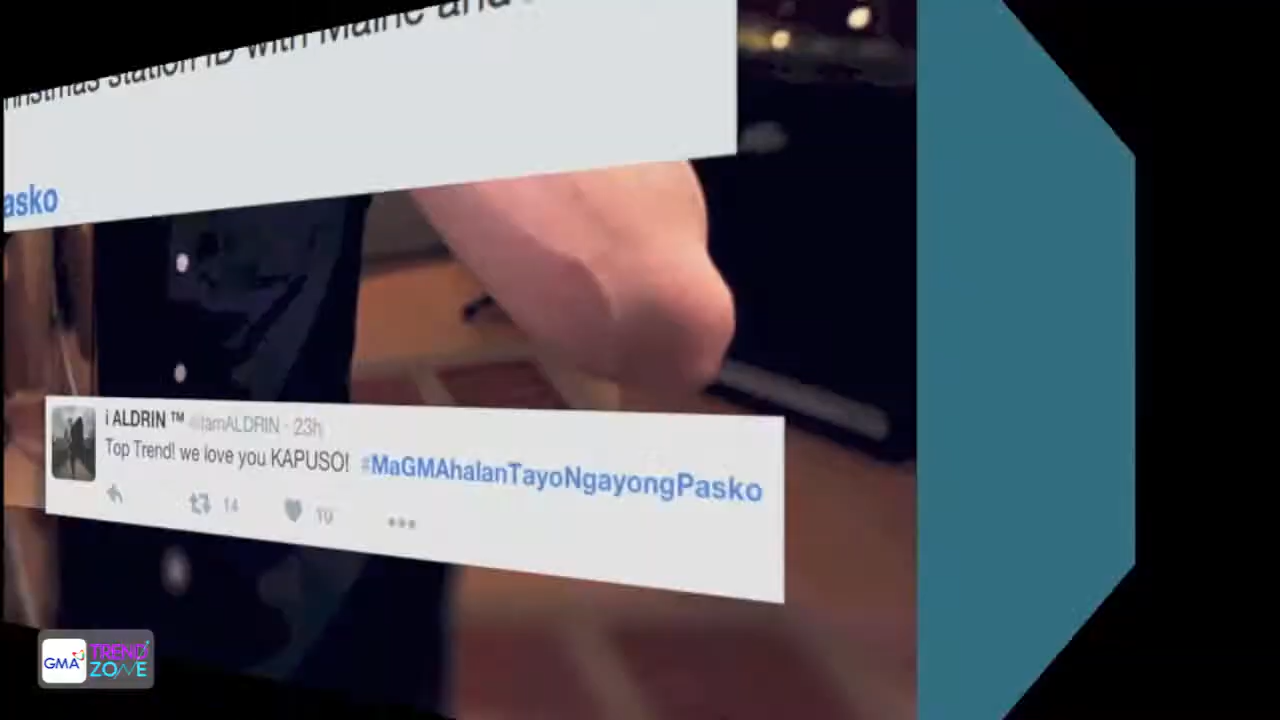 christmas station ID with Maine and
asko
i ALDRIN ™ @IamALDRIN · 23h
Top Trend! we love you KAPUSO! #MaGMAhalanTayoNgayongPasko
14 19
GMA TREND
ZONE